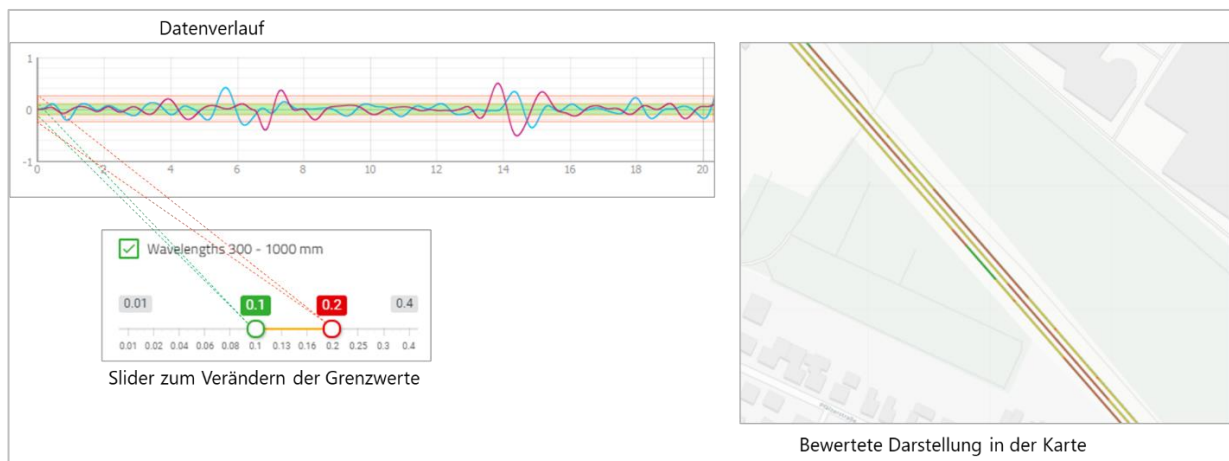 Datenverlauf
1
0
-1
0 2 4 6 8 10 12 14 16 18 20
Wavelengths 300 - 1000 mm
0.01 0.1 0.2 0.4
0.01 0.02 0.04 0.06 0.08 0.1 0.13 0.16 0.2 0.25 0.3 0.4
Slider zum Verändern der Grenzwerte
Bewertete Darstellung in der Karte